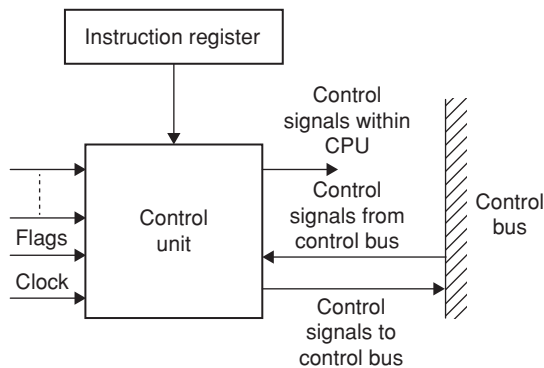 Instruction register
Control
signals within
CPU
Control
signals from
control bus
Control
unit
Control
bus
Flags
Clock
Control
signals to
control bus